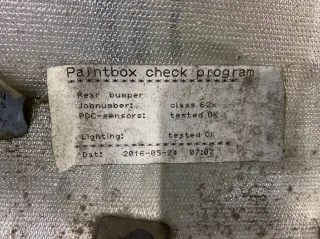 Paintbox check program
***********************************
Rear bumper
Jobnumber: class 62x
PDC-sensors: tested OK
Lighting: tested OK
***********************************
Dat: 2016-05-24 07:02